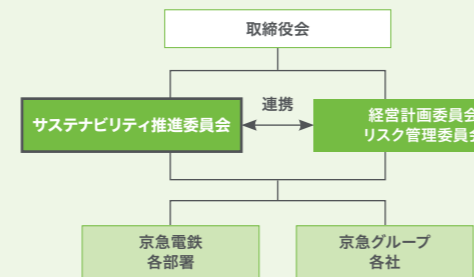 取締役会
サステナビリティ推進委員会
連携
経営計画委員会
リスク管理委員会
京急電鉄
各部署
京急グループ
各社